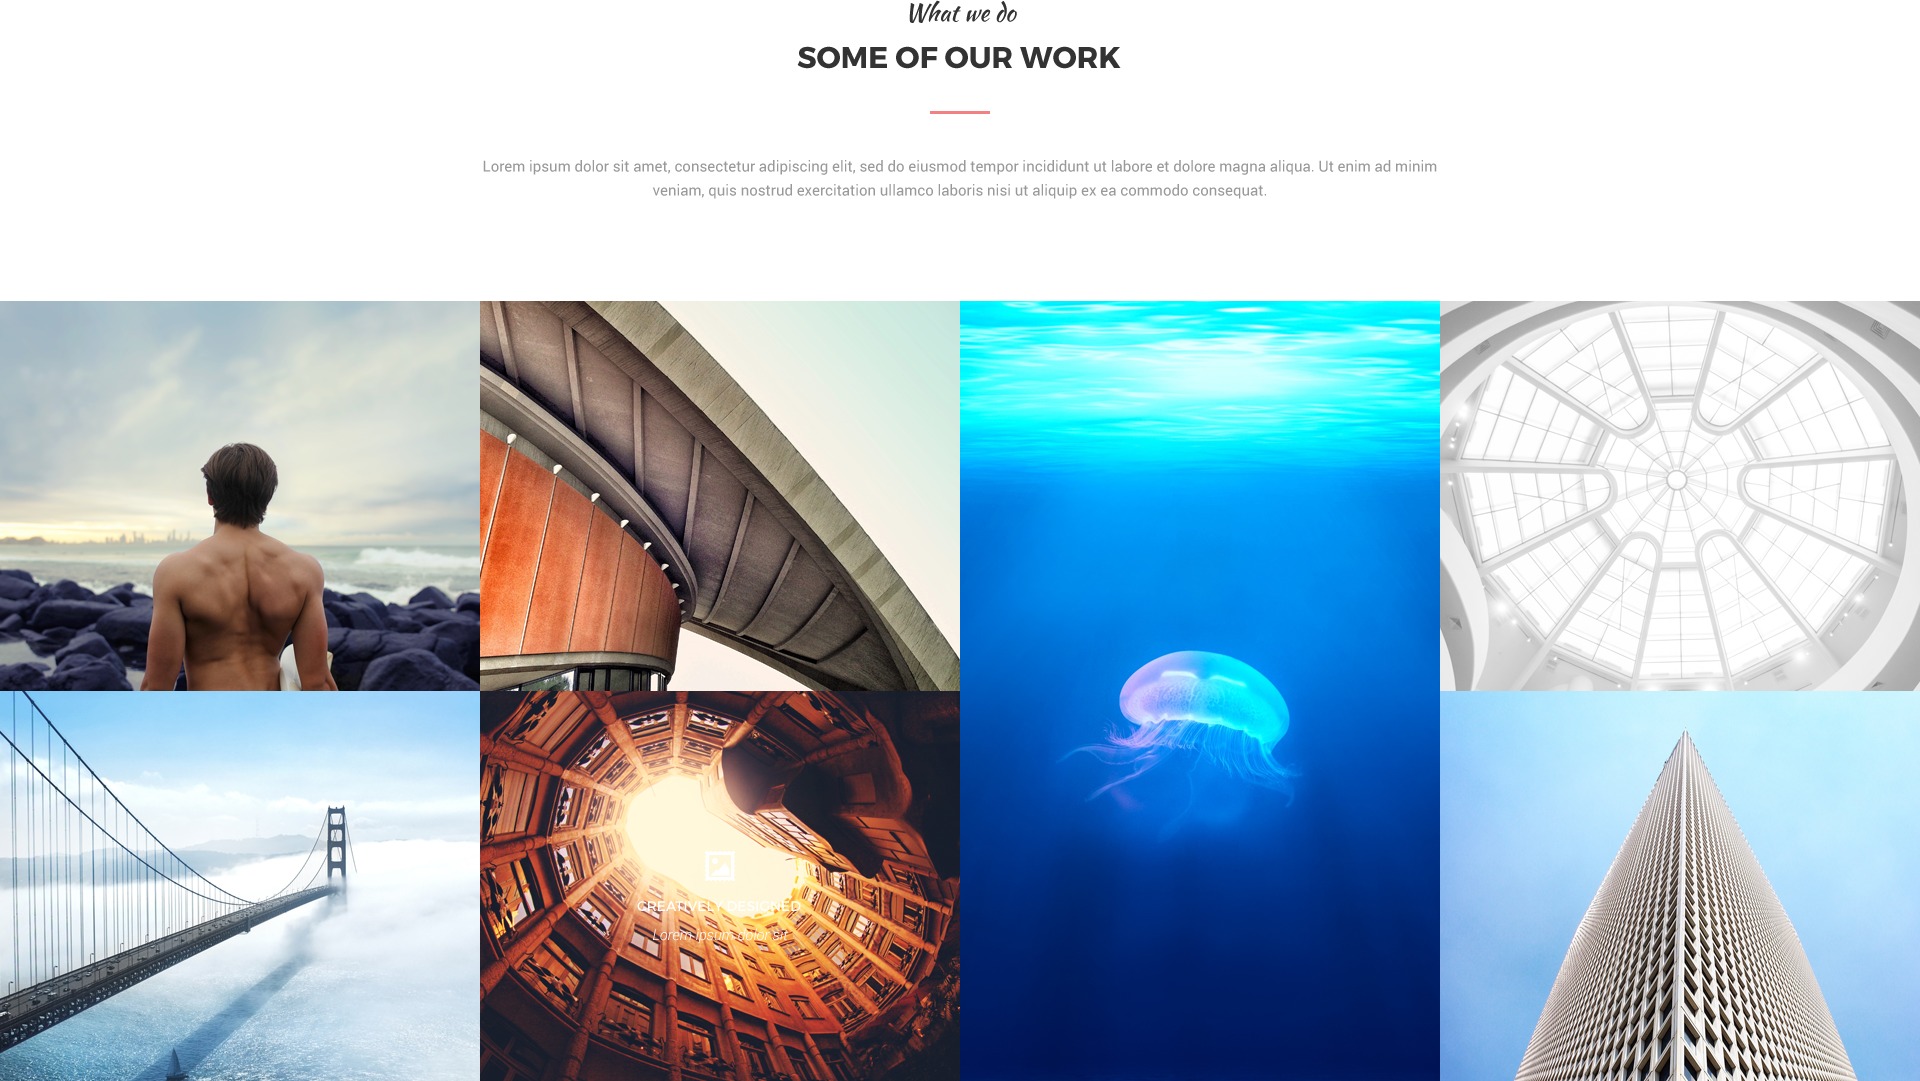 What we do
SOME OF OUR WORK
Lorem ipsum dolor sit amet, consectetur adipiscing elit, sed do eiusmod tempor incididunt ut labore et dolore magna aliqua. Ut enim ad minim
veniam, quis nostrud exercitation ullamco laboris nisi ut aliquip ex ea commodo consequat.
CREATIVELY DESIGNED
Lorem ipsum dolor sit